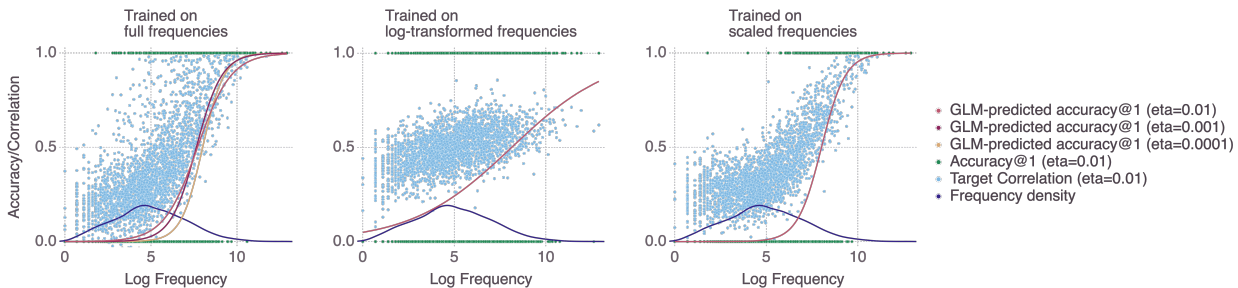 Trained on
full frequencies
Trained on
log-transformed frequencies
Trained on
scaled frequencies
Accuracy/Correlation
1.0
0.5
0.0
0
5
10
Log Frequency
1.0
0.5
0.0
0
5
10
Log Frequency
1.0
0.5
0.0
0
5
10
Log Frequency
GLM-predicted accuracy@1 (eta=0.01)
GLM-predicted accuracy@1 (eta=0.001)
GLM-predicted accuracy@1 (eta=0.0001)
Accuracy@1 (eta=0.01)
Target Correlation (eta=0.01)
Frequency density